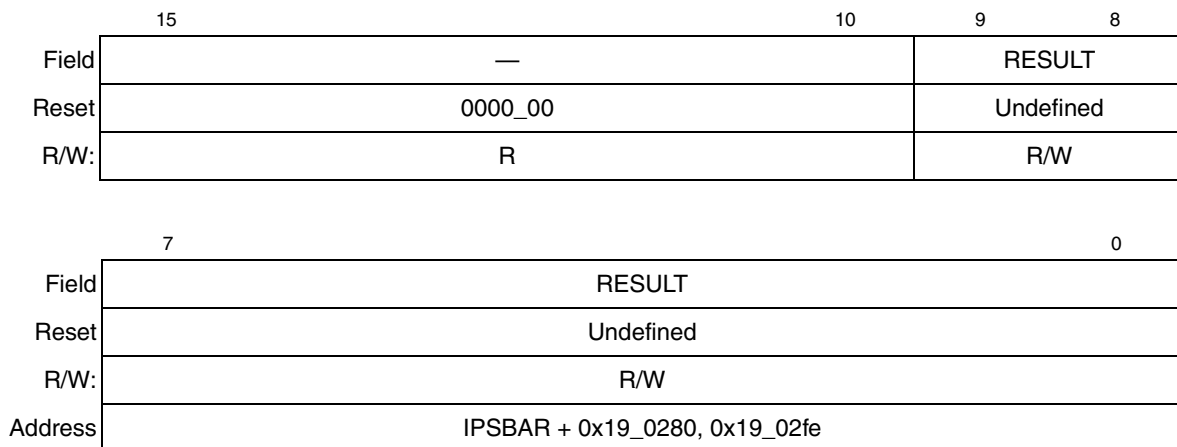 15 10 9 8
Field — RESULT
Reset 0000_00 Undefined
R/W: R R/W
7 0
Field RESULT
Reset Undefined
R/W: R/W
Address IPSBAR + 0x19_0280, 0x19_02fe